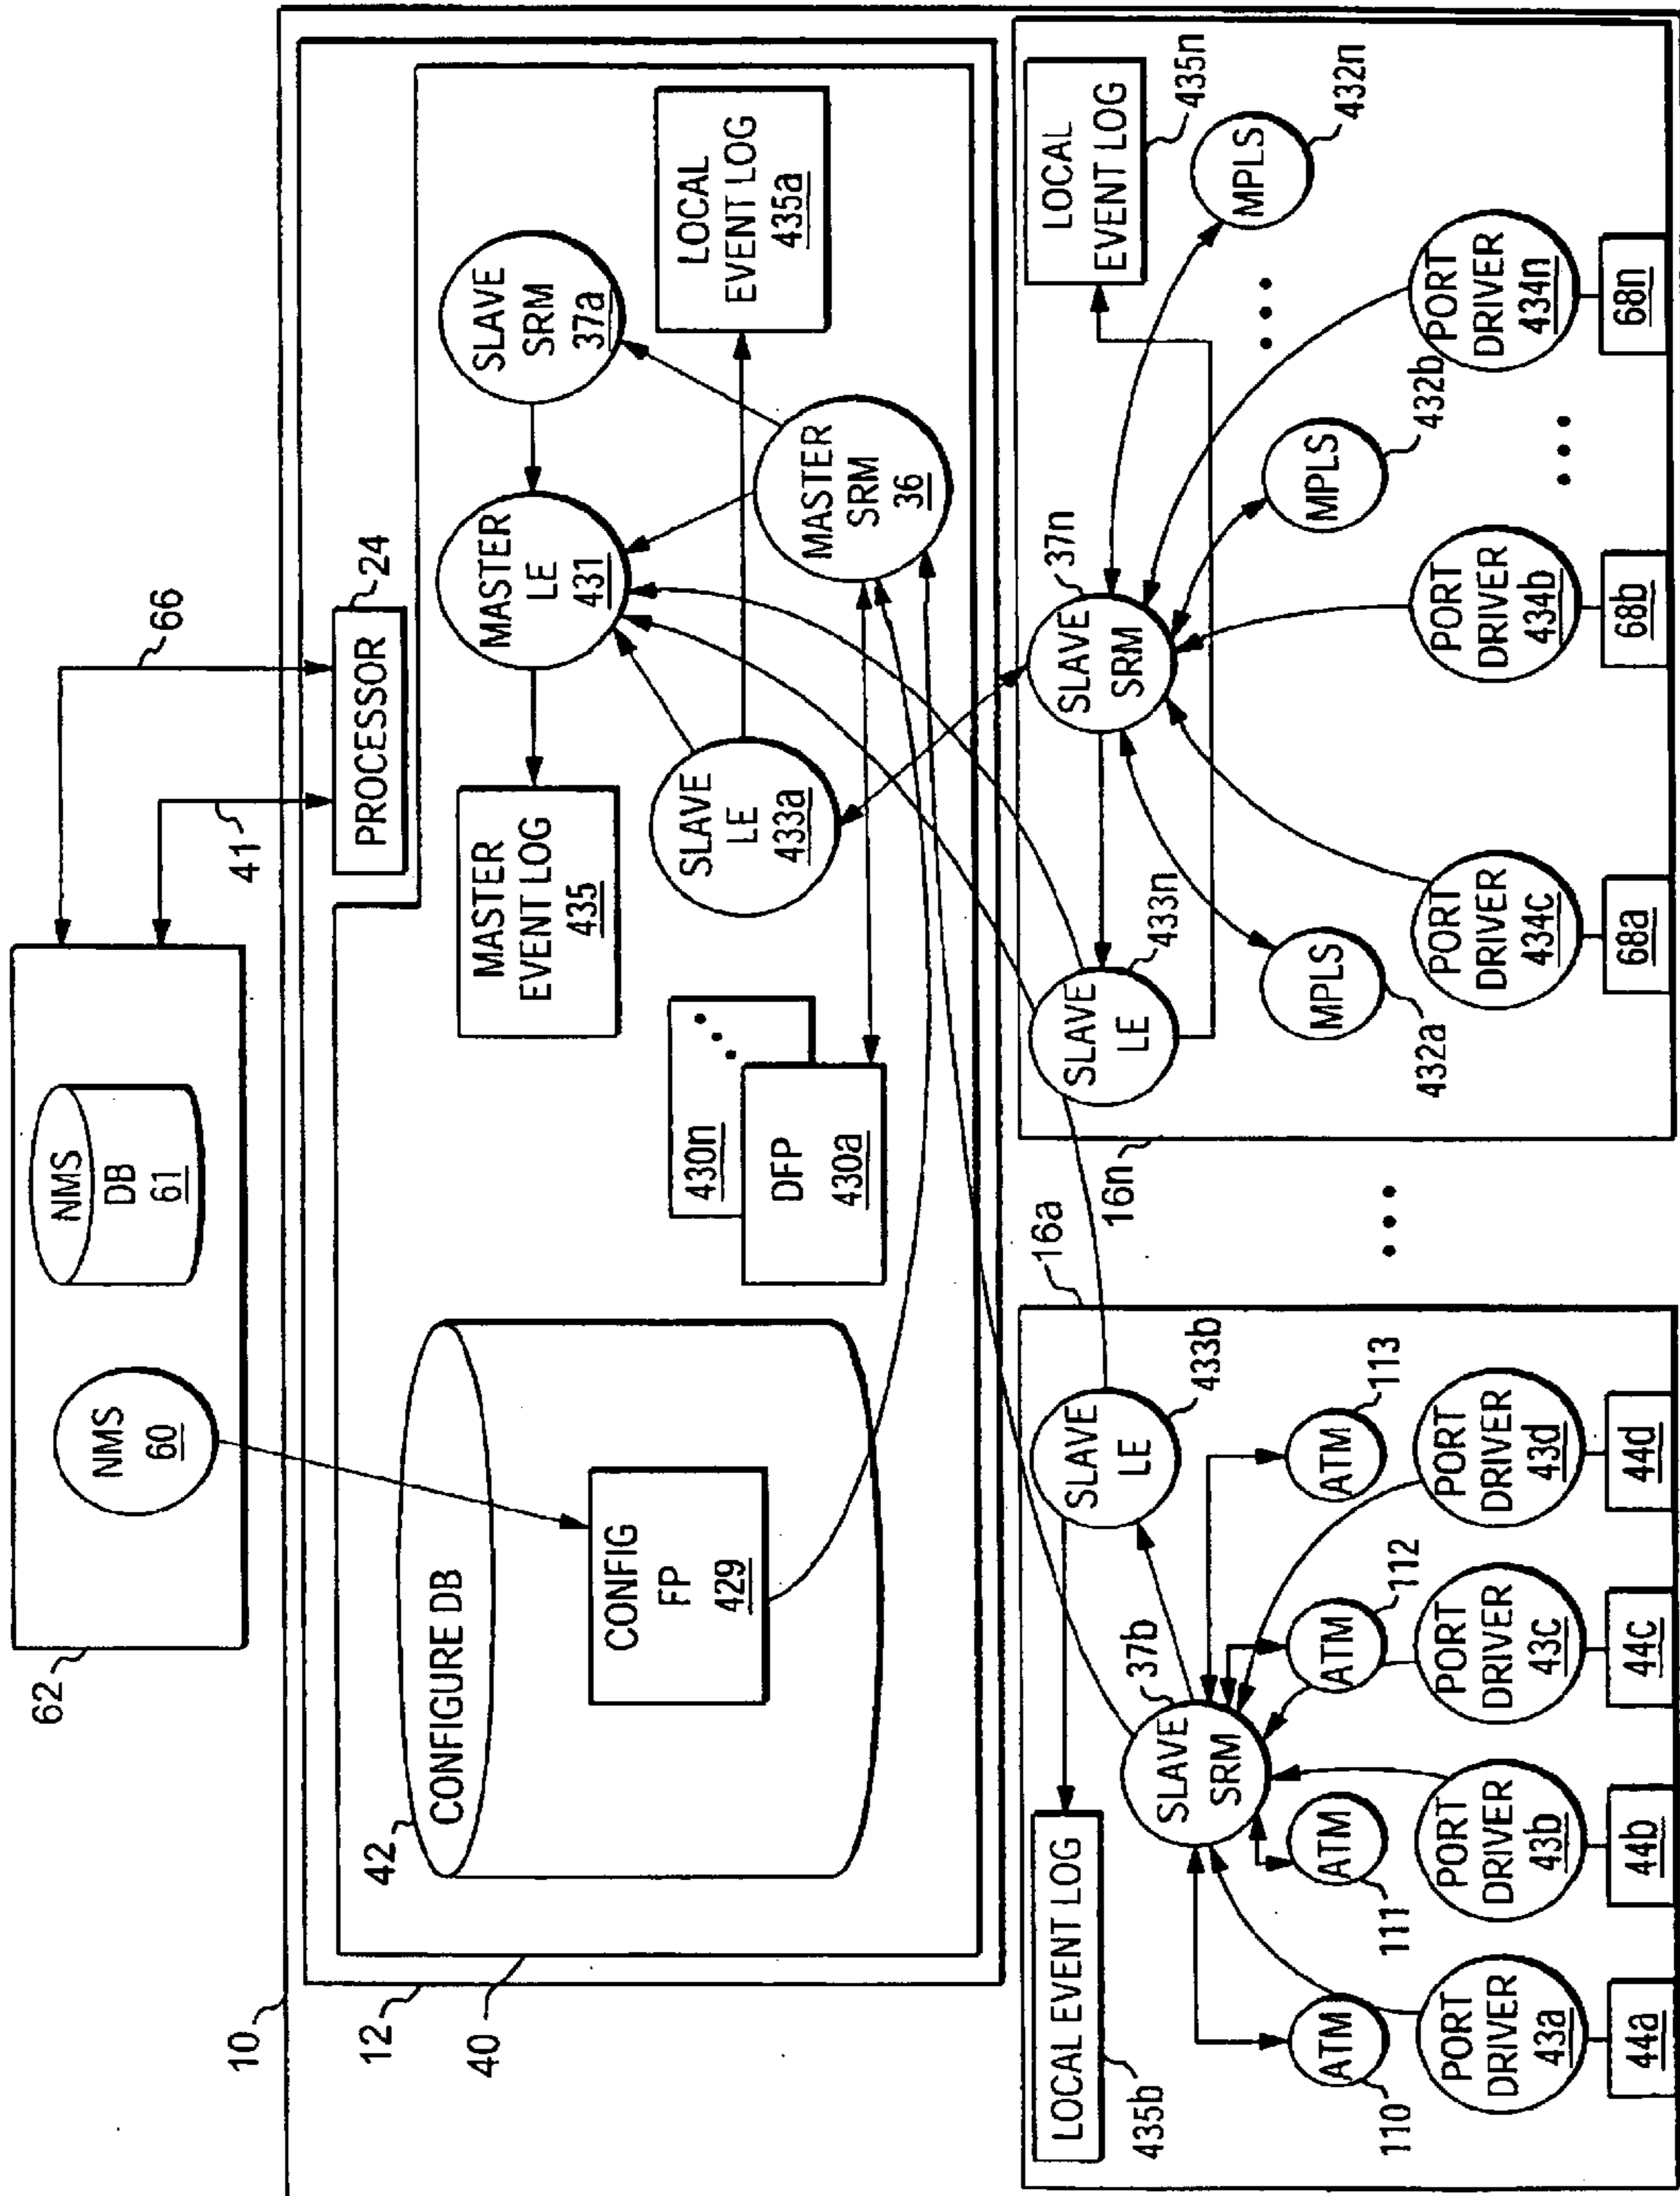 62
NMS
60
NMS
DB
61
41
66
10
12
40
42
CONFIGURE DB
CONFIG
FP
429
PROCESSOR
24
430n
DFP
430a
MASTER
EVENT LOG
435
MASTER
LE
431
SLAVE
SRM
37a
SLAVE
LE
433a
MASTER
SRM
36
LOCAL
EVENT LOG
435a
LOCAL EVENT LOG
435b
SLAVE
SRM
37b
SLAVE
LE
433b
16a
ATM
110
ATM
111
ATM
112
ATM
113
PORT
DRIVER
43a
PORT
DRIVER
43b
PORT
DRIVER
43c
PORT
DRIVER
43d
44a
44b
44c
44d
16n
SLAVE
LE
433n
SLAVE
SRM
37n
LOCAL
EVENT LOG
435n
MPLS
432a
MPLS
432b
MPLS
432n
PORT
DRIVER
434c
PORT
DRIVER
434b
PORT
DRIVER
434n
68a
68b
68n